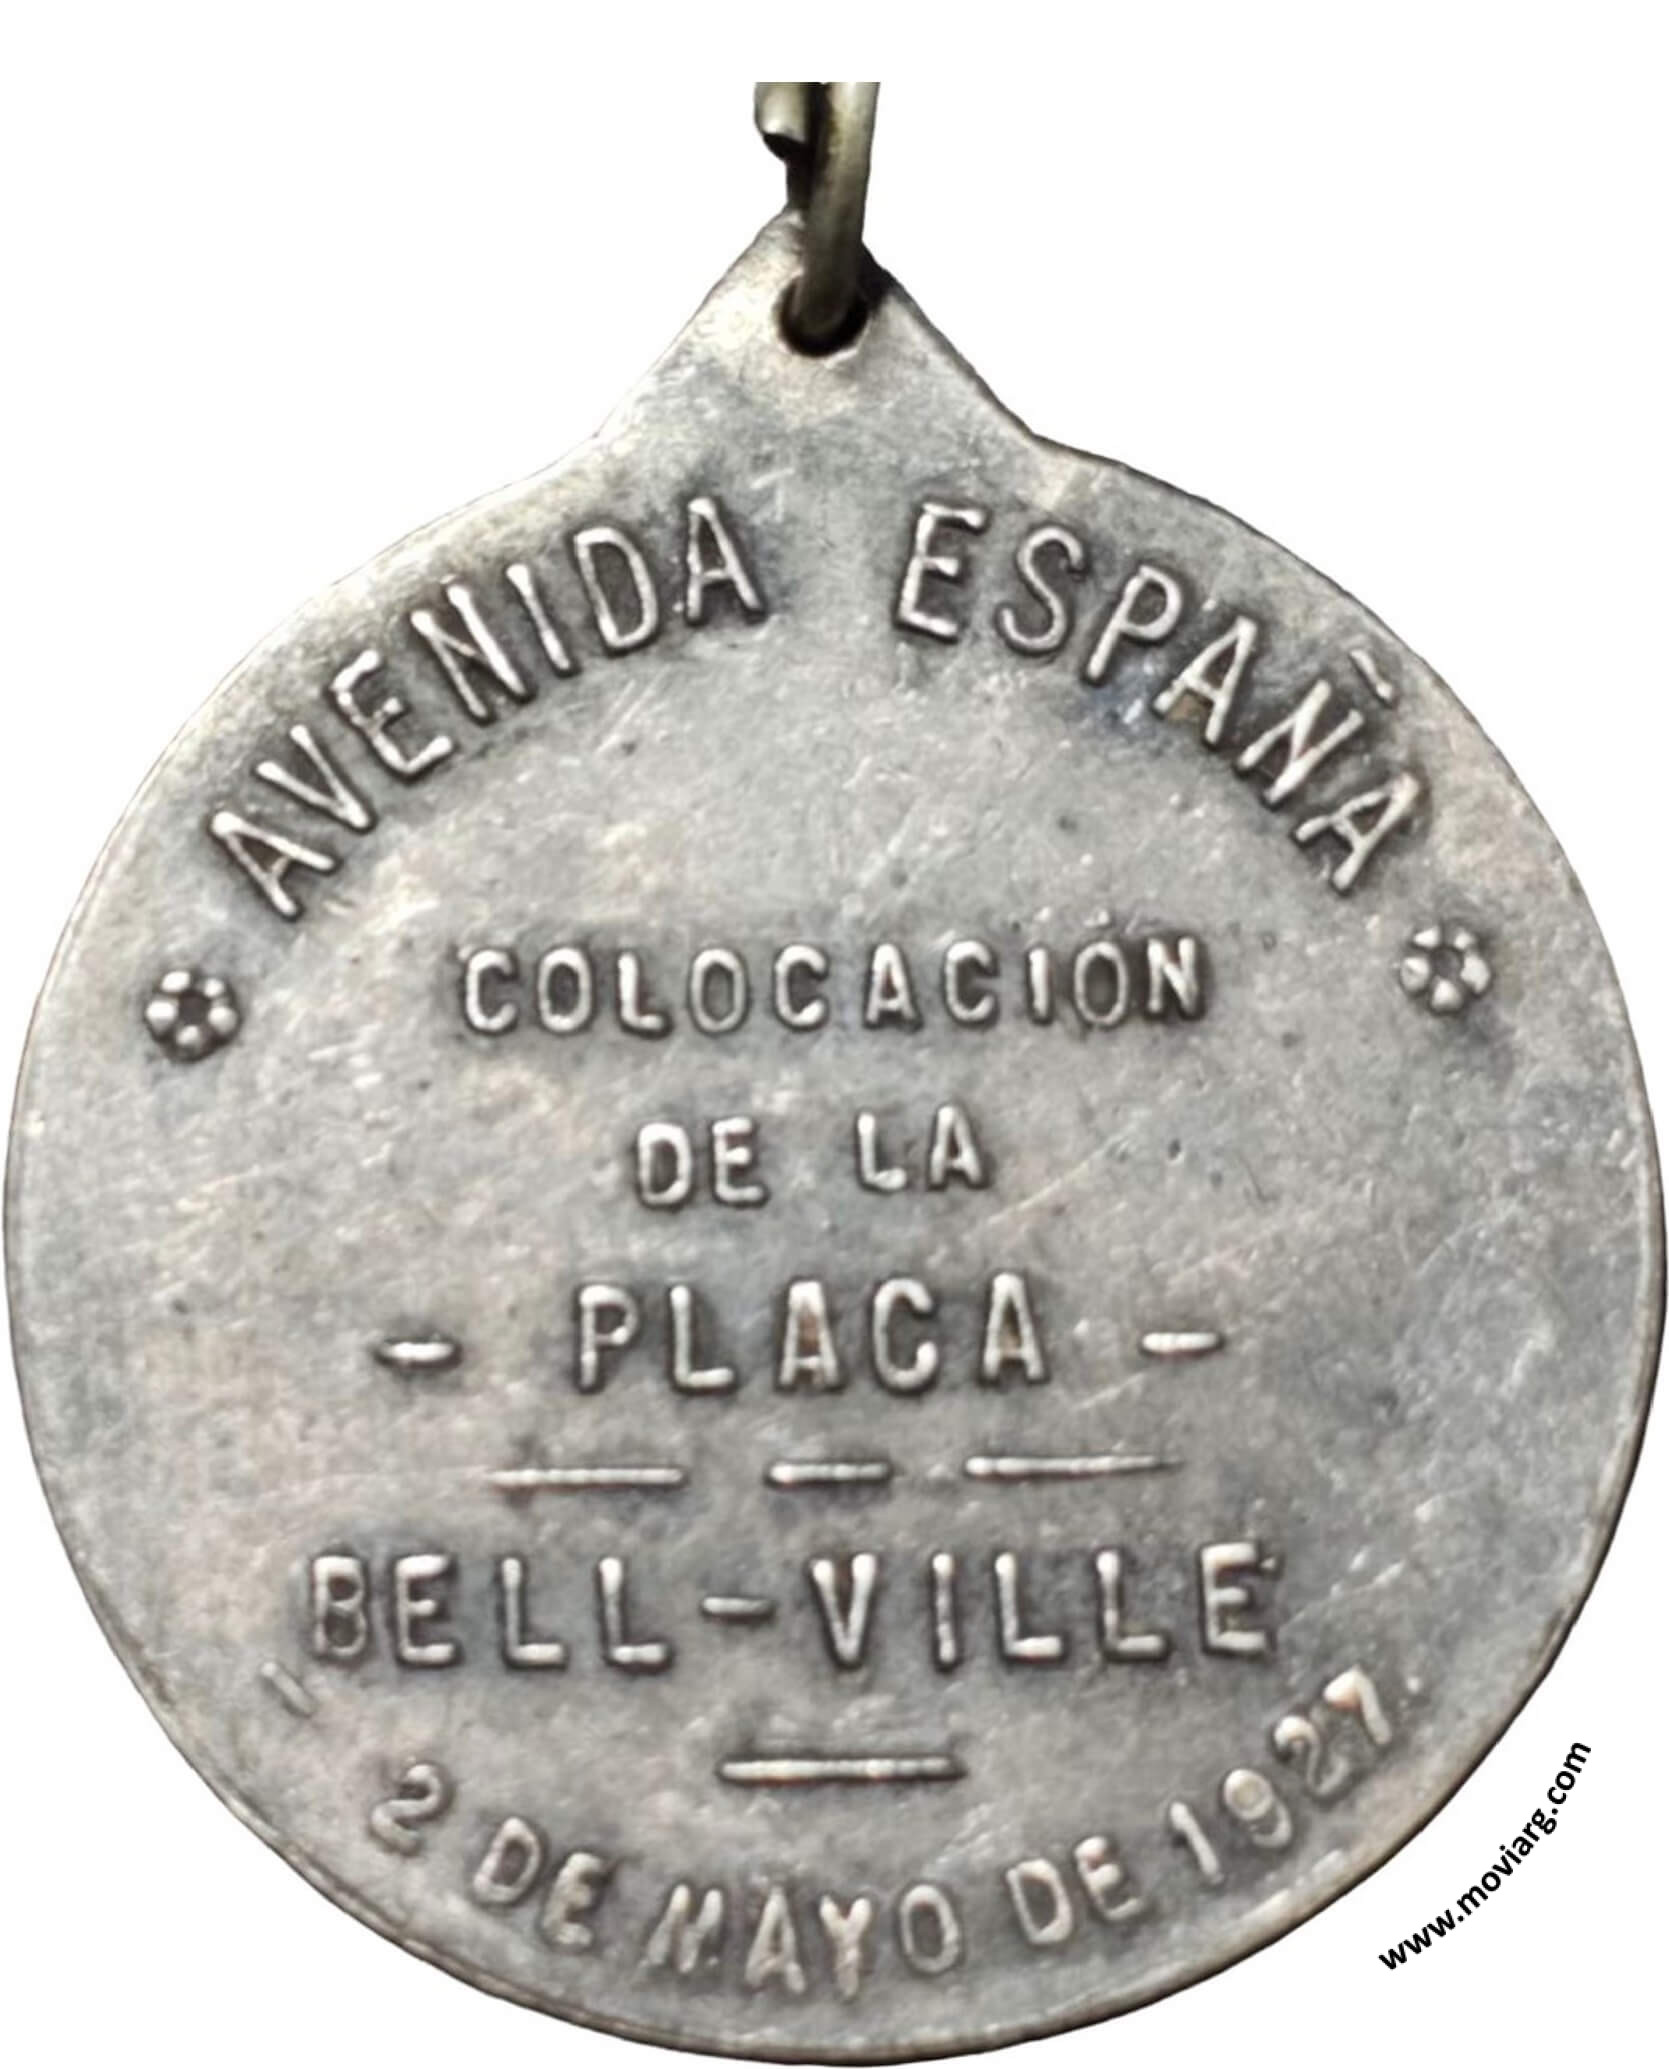 AVENIDA ESPAÑA
COLOCACIÓN
DE LA
- PLACA -
BELL-VILLE
2 DE MAYO DE 1927.
www.moviarg.com